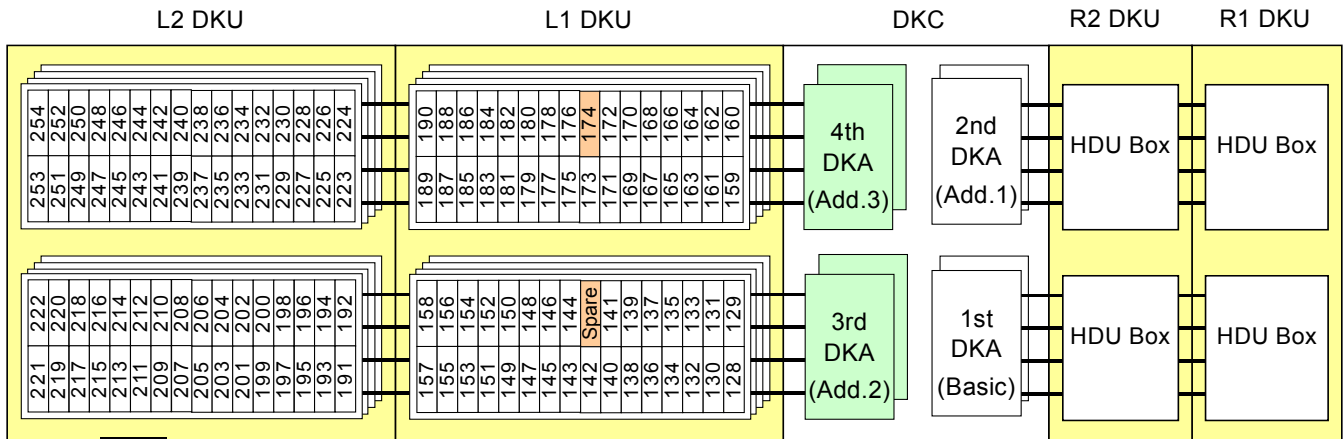 L2 DKU L1 DKU DKC R2 DKU R1 DKU
254 252 250 248 246 244 242 240 238 236 234 232 230 228 226 224
253 251 249 247 245 243 241 239 237 235 233 231 229 227 225 223
190 188 186 184 182 180 178 176 174 172 170 168 166 164 162 160
189 187 185 183 181 179 177 175 173 171 169 167 165 163 161 159
4th
DKA
(Add.3)
2nd
DKA
(Add.1)
HDU Box
HDU Box
222 220 218 216 214 212 210 208 206 204 202 200 198 196 194 192
221 219 217 215 213 211 209 207 205 203 201 199 197 195 193 191
158 156 154 152 150 148 146 144 Spare 141 139 137 135 133 131 129
157 155 153 151 149 147 145 143 142 140 138 136 134 132 130 128
3rd
DKA
(Add.2)
1st
DKA
(Basic)
HDU Box
HDU Box